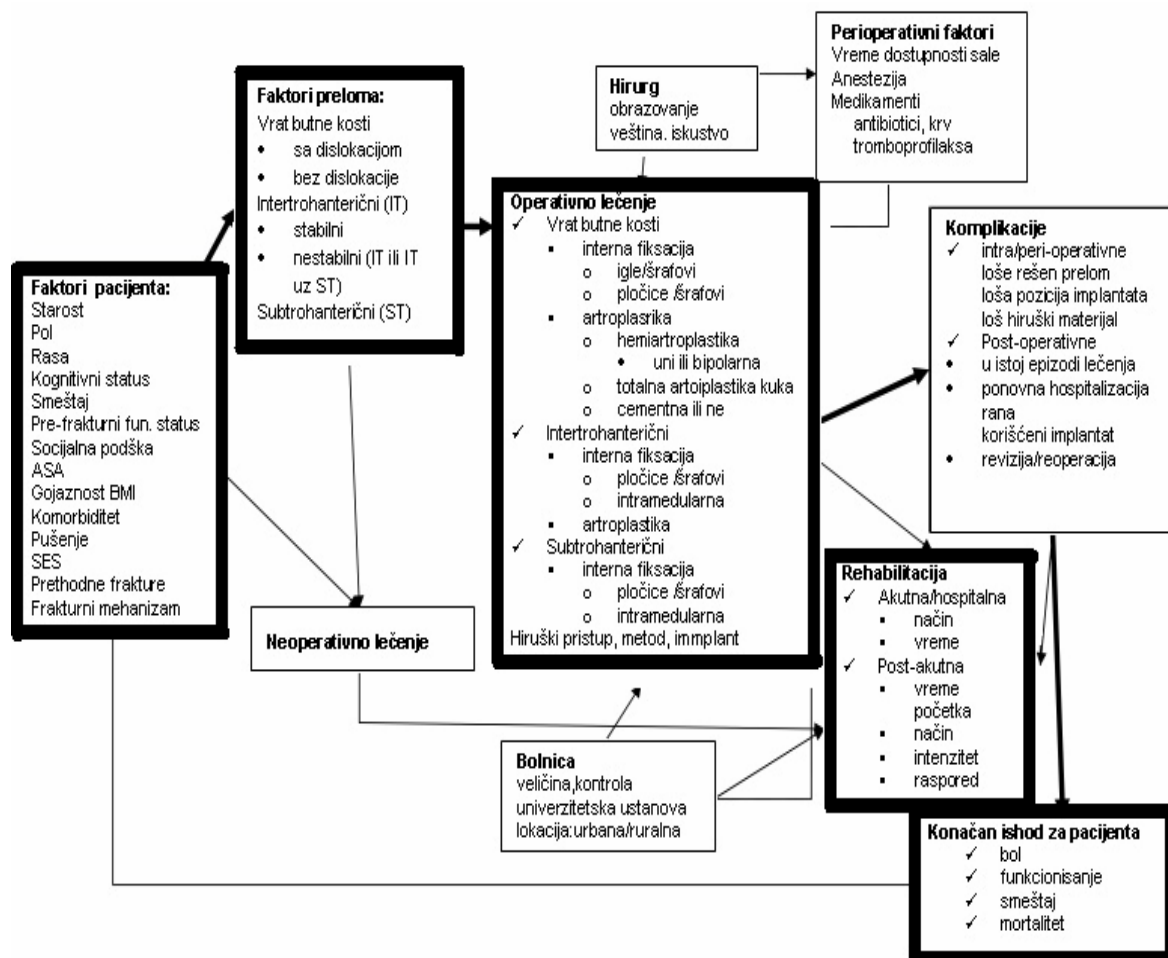 Faktori pacijenta:
Starost
Pol
Rasa
Kognitivni status
Smeštaj
Pre-frakturni fun. status
Socijalna podška
ASA
Gojaznost BMI
Komorbiditet
Pušenje
SES
Prethodne frakture
Frakturni mehanizam
Faktori preloma:
Vrat butne kosti
• sa dislokacijom
• bez dislokacije
Intertrohanterični (IT)
• stabilni
• nestabilni (IT ili IT
uz ST)
Subtrohanterični (ST)
Neoperativno lečenje
Hirurg
obrazovanje
veština. iskustvo
Perioperativni faktori
Vreme dostupnosti sale
Anestezija
Medikamenti
antibiotici, krv
tromboprofilaksa
Operativno lečenje
✓ Vrat butne kosti
▪ interna fiksacija
o igle/šrafovi
o pločice /šrafovi
▪ artroplasrika
o hemiartroplastika
• uni ili bipolarna
o totalna artoiplastika kuka
o cementna ili ne
✓ Intertrohanterični
▪ interna fiksacija
o pločice /šrafovi
o intramedularna
▪ artroplastika
✓ Subtrohanterični
▪ interna fiksacija
o pločice /šrafovi
o intramedularna
Hiruški pristup, metod, immplant
Bolnica
veličina,kontrola
univerzitetska ustanova
lokacija:urbana/ruralna
Komplikacije
✓ intra/peri-operativne
loše rešen prelom
loša pozicija implantata
loš hiruški materijal
✓ Post-operativne
• u istoj epizodi lečenja
• ponovna hospitalizacija
rana
korišćeni implantat
• revizija/reoperacija
Rehabilitacija
✓ Akutna/hospitalna
▪ način
▪ vreme
✓ Post-akutna
▪ vreme
početka
▪ način
▪ intenzitet
▪ raspored
Konačan ishod za pacijenta
✓ bol
✓ funkcionisanje
✓ smeštaj
✓ mortalitet